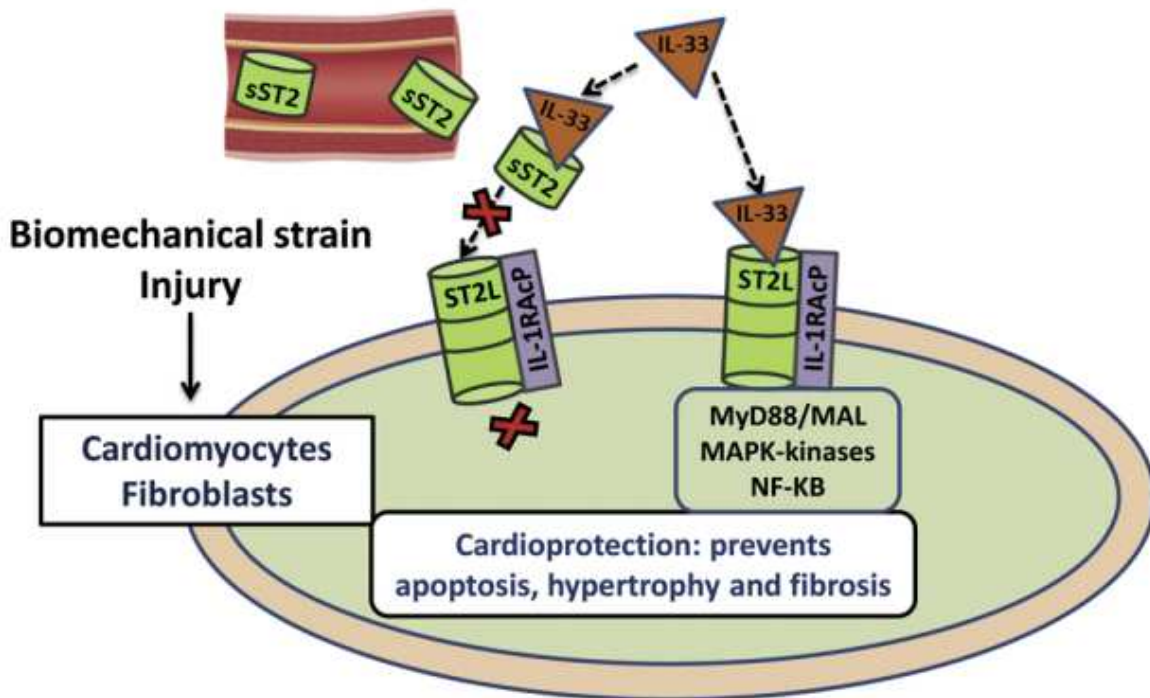 sST2
sST2
IL-33
IL-33
sST2
IL-33
Biomechanical strain
Injury
ST2L
IL-1RAcP
ST2L
IL-1RAcP
MyD88/MAL
MAPK-kinases
NF-KB
Cardiomyocytes
Fibroblasts
Cardioprotection: prevents
apoptosis, hypertrophy and fibrosis